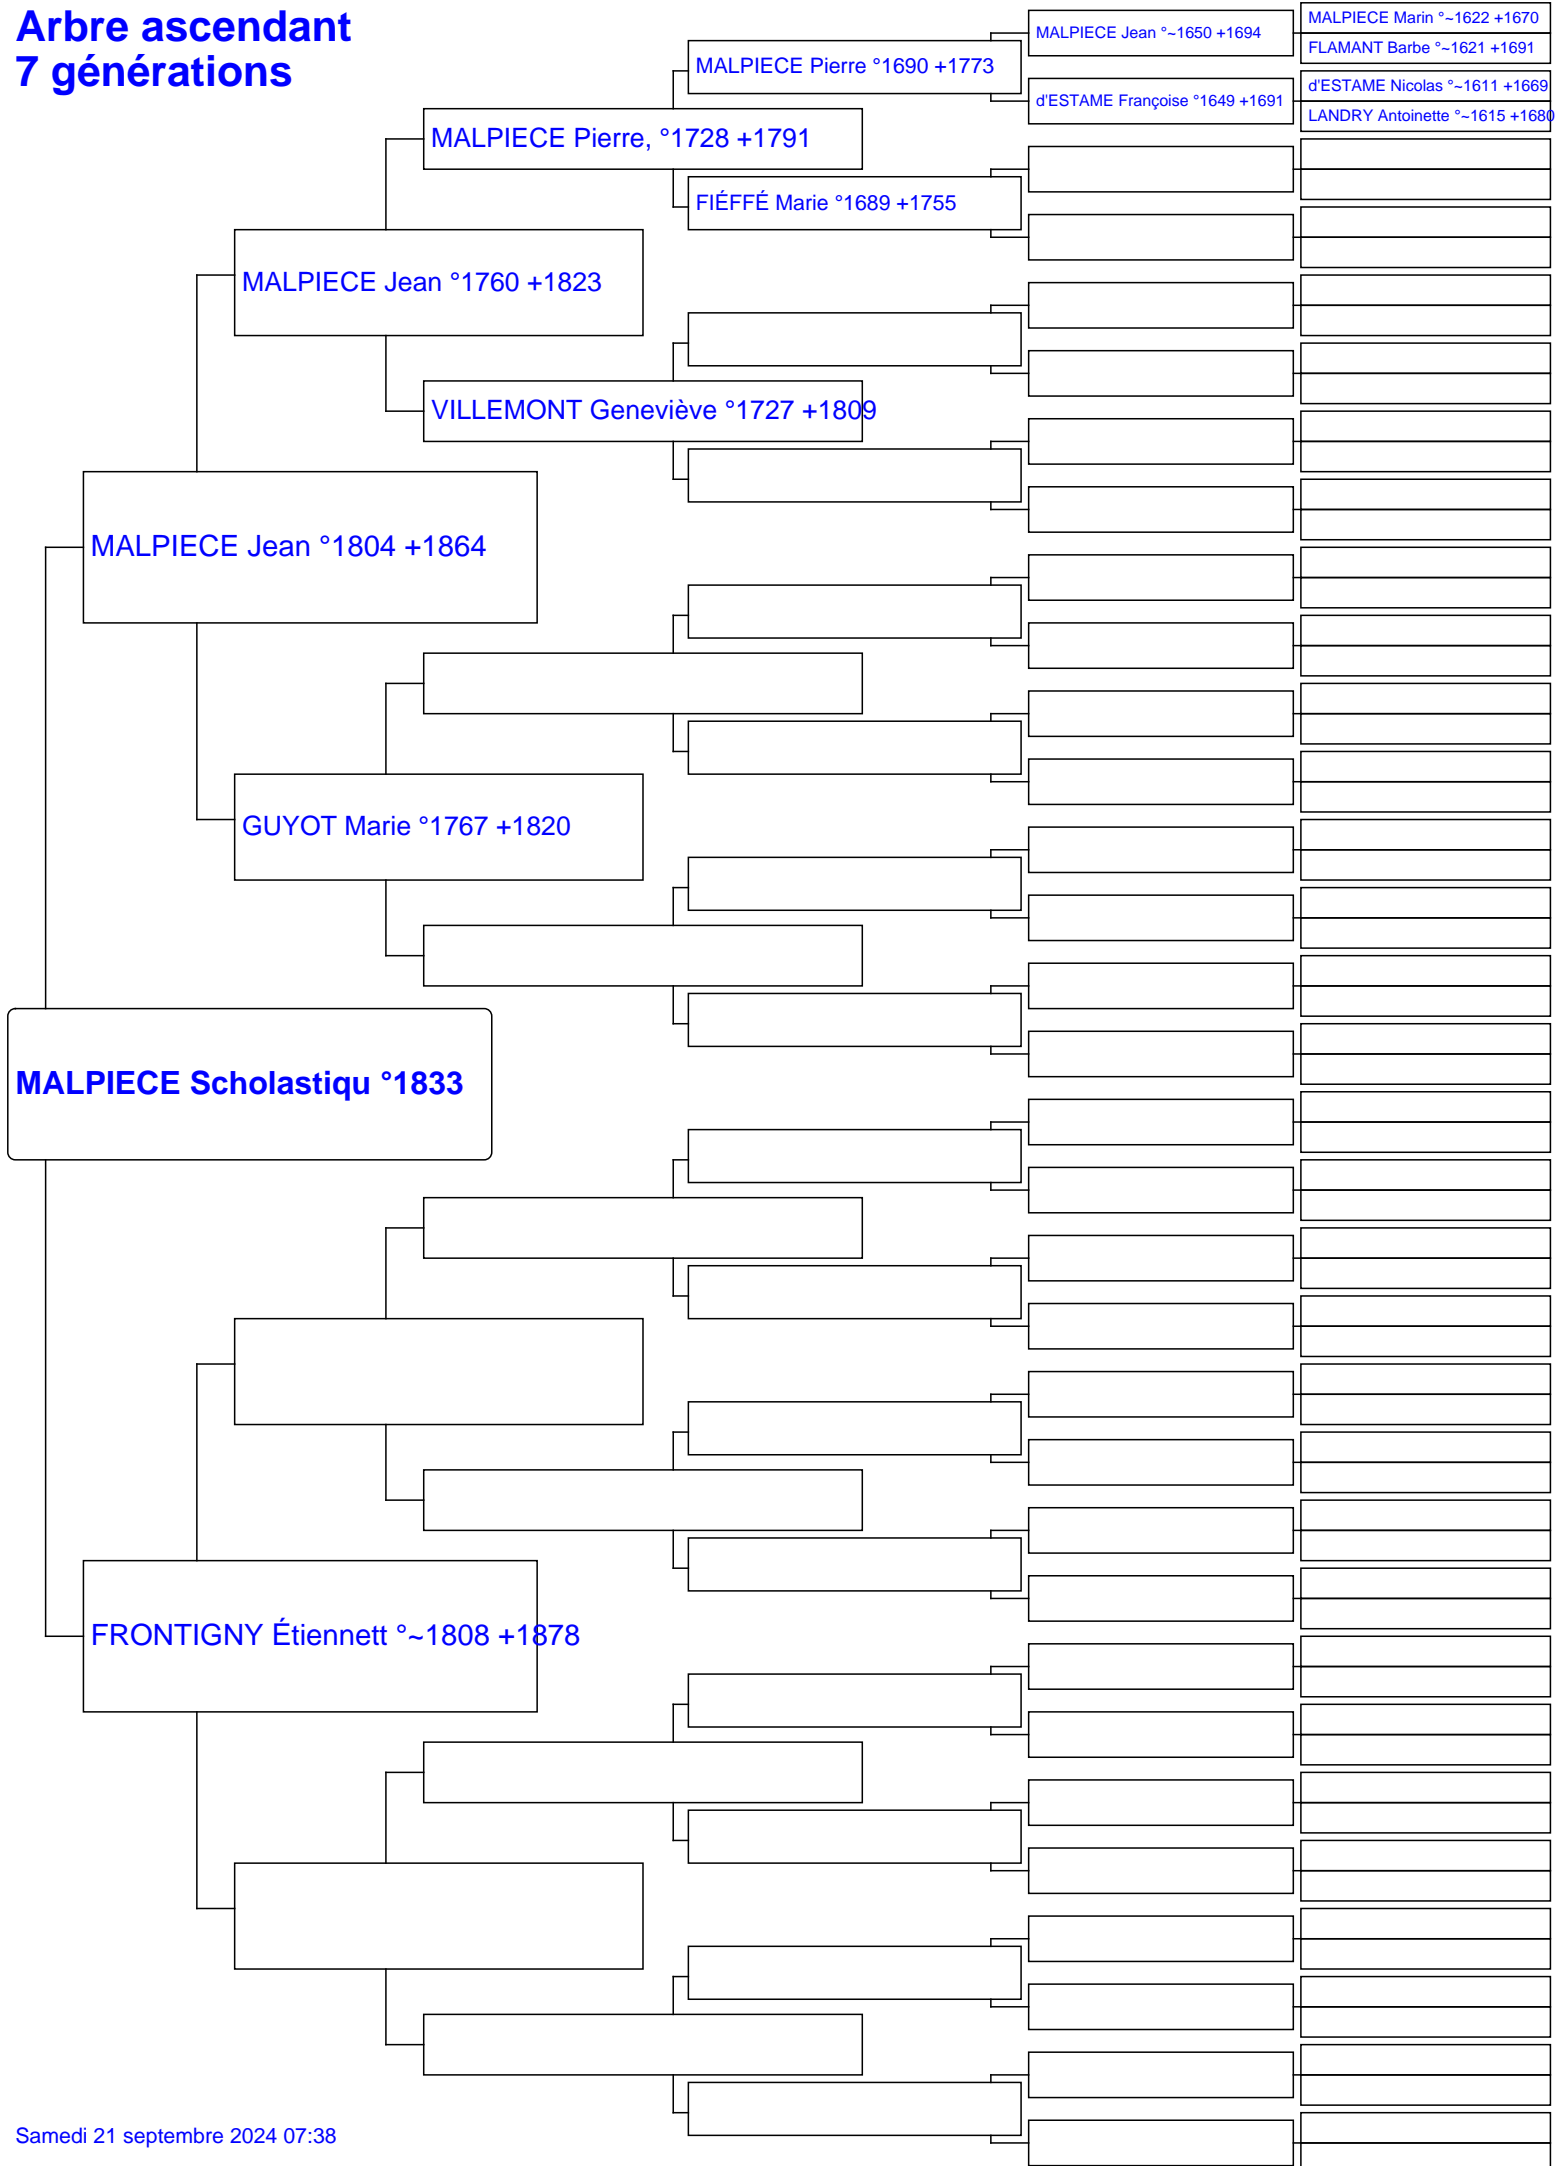 Arbre ascendant
7 générations
MALPIECE Marin °~1622 +1670
MALPIECE Jean °~1650 +1694
FLAMANT Barbe °~1621 +1691
MALPIECE Pierre °1690 +1773
d'ESTAME Nicolas °~1611 +1669
d'ESTAME Françoise °1649 +1691
LANDRY Antoinette °~1615 +1680
MALPIECE Pierre, °1728 +1791
FIÉFFÉ Marie °1689 +1755
MALPIECE Jean °1760 +1823
VILLEMONT Geneviève °1727 +1809
MALPIECE Jean °1804 +1864
GUYOT Marie °1767 +1820
MALPIECE Scholastiqu °1833
FRONTIGNY Étiennett °~1808 +1878
Samedi 21 septembre 2024 07:38